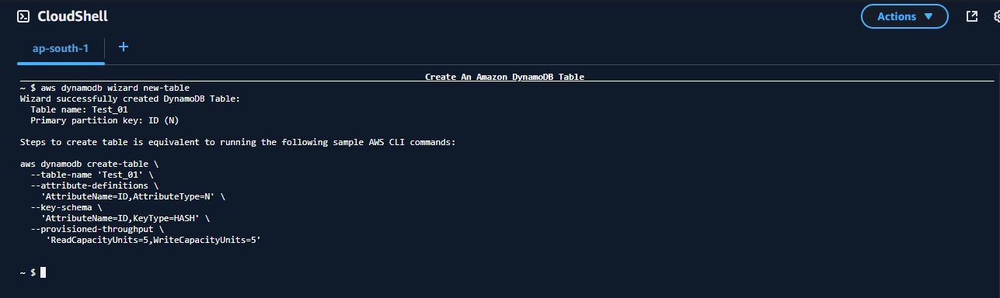 CloudShell
Actions
ap-south-1
+
Create An Amazon DynamoDB Table
~ $ aws dynamodb wizard new-table
Wizard successfully created DynamoDB Table:
  Table name: Test_01
  Primary partition key: ID (N)
Steps to create table is equivalent to running the following sample AWS CLI commands:
aws dynamodb create-table \
  --table-name 'Test_01' \
  --attribute-definitions \
    'AttributeName=ID,AttributeType=N' \
  --key-schema \
    'AttributeName=ID,KeyType=HASH' \
  --provisioned-throughput \
     'ReadCapacityUnits=5,WriteCapacityUnits=5'
~ $